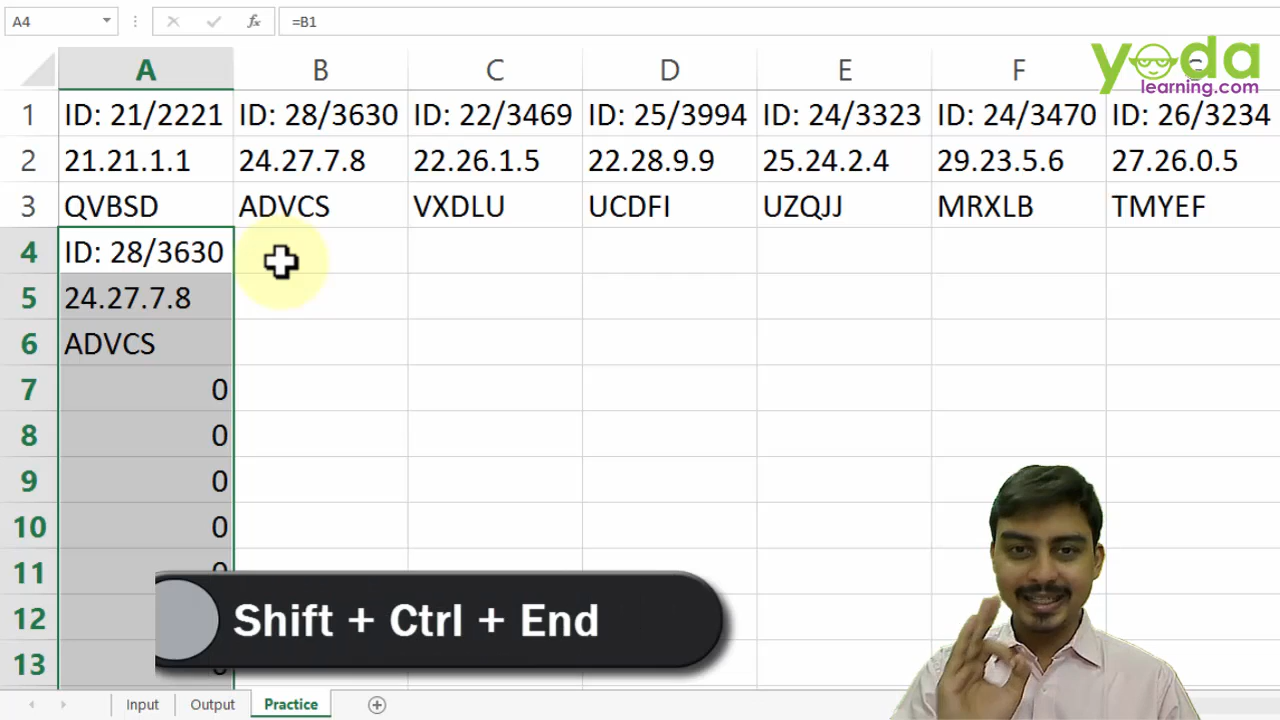 A4 =B1
yoda
learning.com
A B C D E F
1 ID: 21/2221 ID: 28/3630 ID: 22/3469 ID: 25/3994 ID: 24/3323 ID: 24/3470 ID: 26/3234
2 21.21.1.1 24.27.7.8 22.26.1.5 22.28.9.9 25.24.2.4 29.23.5.6 27.26.0.5
3 QVBSD ADVCS VXDLU UCDFI UZQJJ MRXLB TMYEF
4 ID: 28/3630
5 24.27.7.8
6 ADVCS
7 0
8 0
9 0
10 0
11
12
13
Shift + Ctrl + End
Input Output Practice